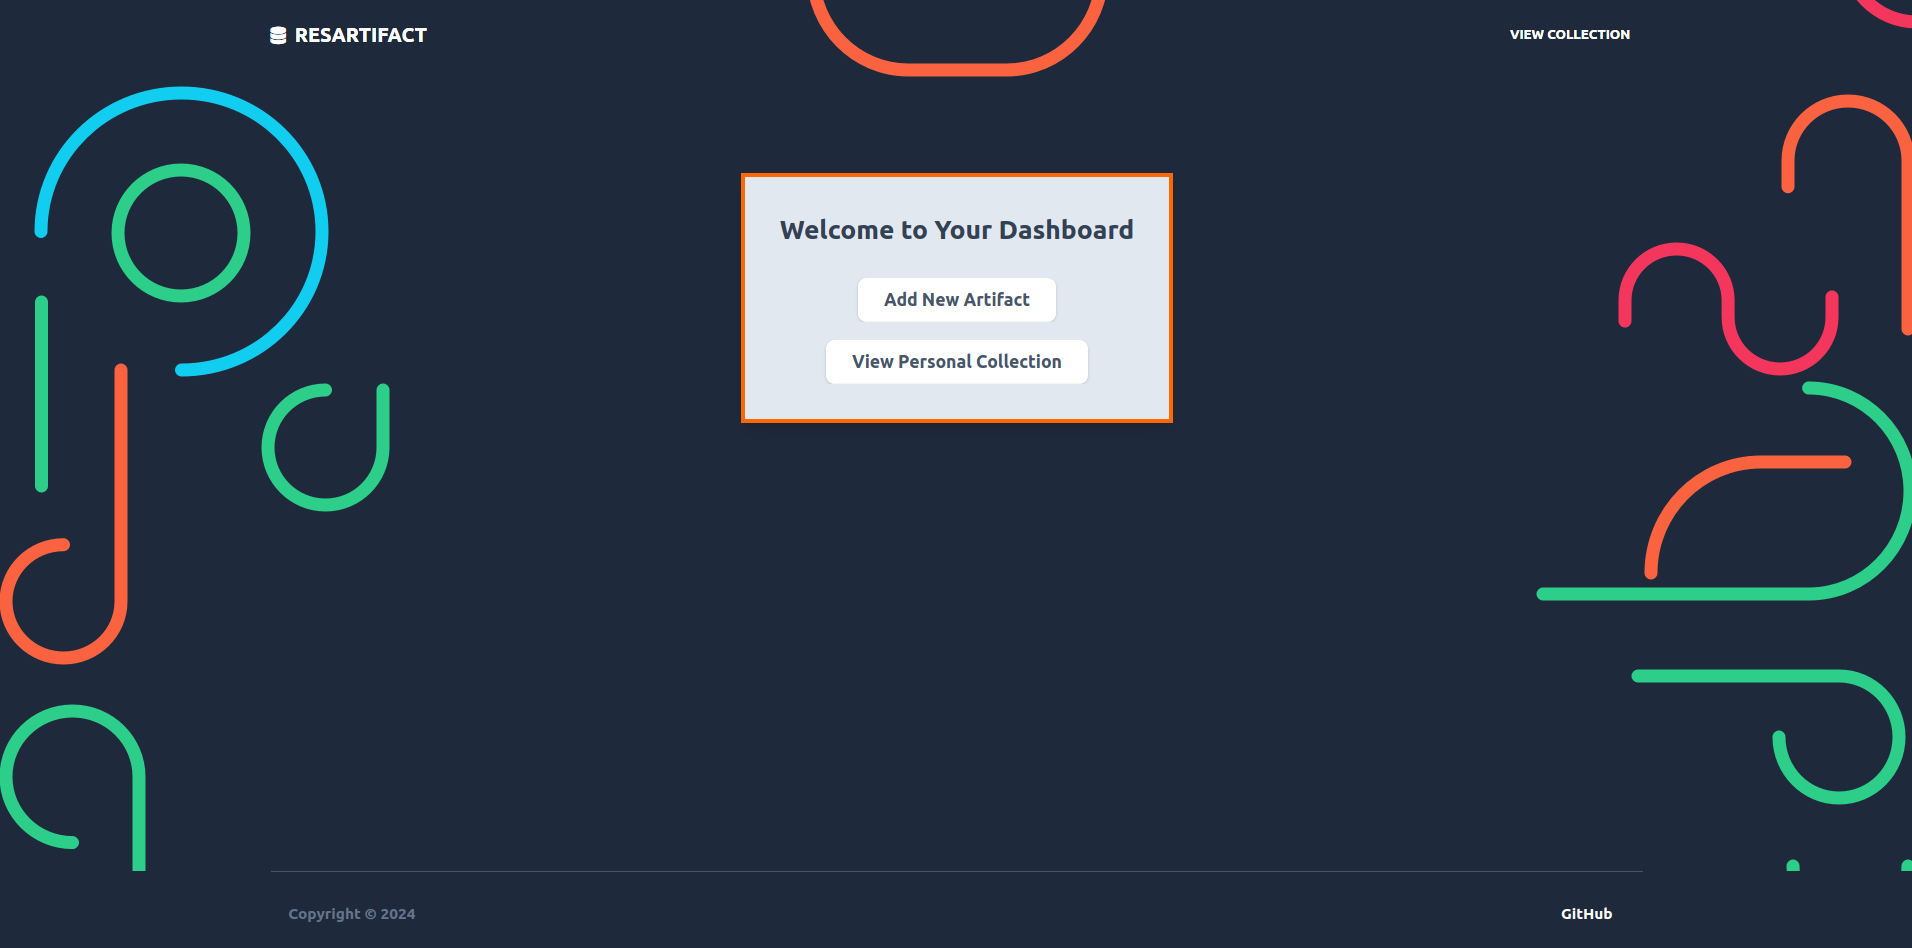 RESARTIFACT
VIEW COLLECTION
Welcome to Your Dashboard
Add New Artifact
View Personal Collection
Copyright © 2024
GitHub